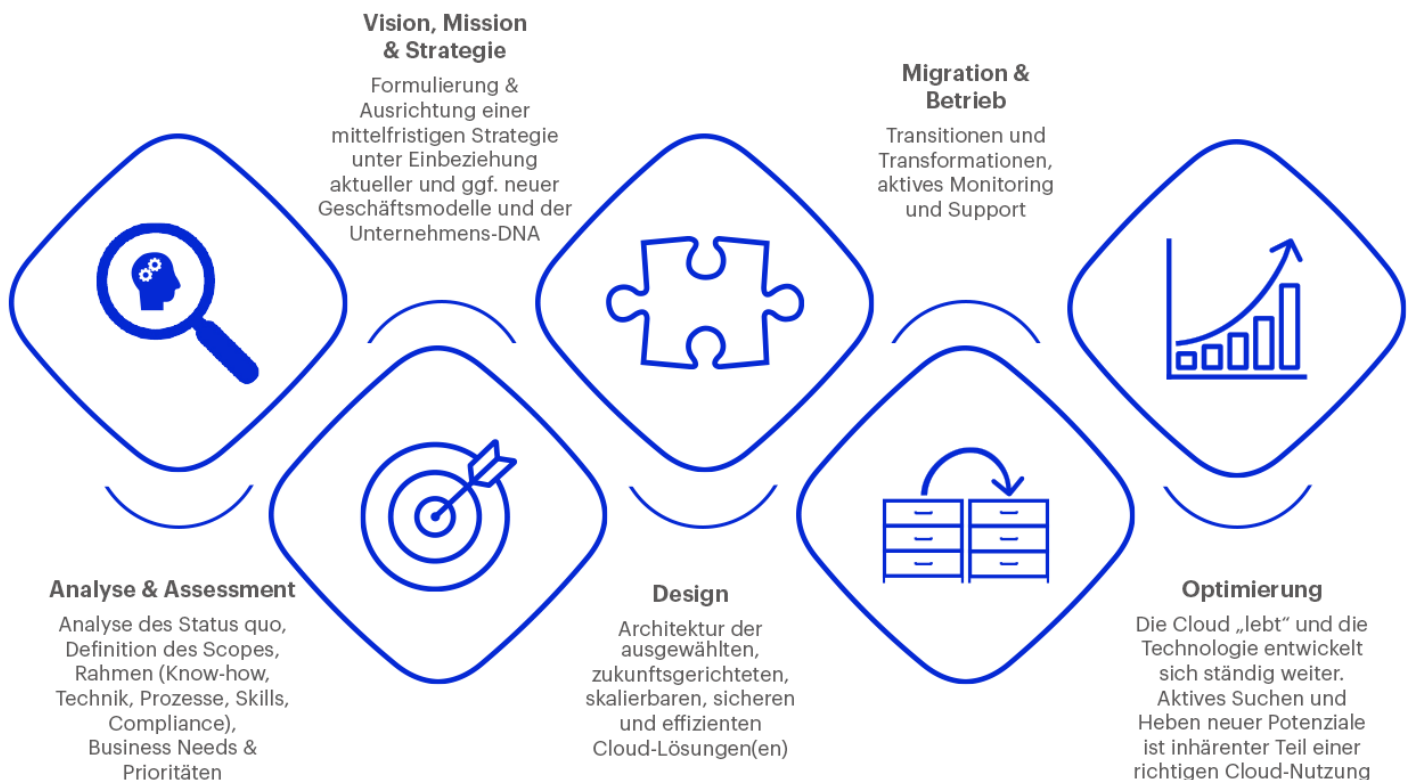 Vision, Mission
& Strategie
Formulierung &
Ausrichtung einer
mittelfristigen Strategie
unter Einbeziehung
aktueller und ggf. neuer
Geschäftsmodelle und der
Unternehmens-DNA
Migration &
Betrieb
Transitionen und
Transformationen,
aktives Monitoring
und Support
Analyse & Assessment
Analyse des Status quo,
Definition des Scopes,
Rahmen (Know-how,
Technik, Prozesse, Skills,
Compliance),
Business Needs &
Prioritäten
Design
Architektur der
ausgewählten,
zukunftsgerichteten,
skalierbaren, sicheren
und effizienten
Cloud-Lösungen(en)
Optimierung
Die Cloud „lebt“ und die
Technologie entwickelt
sich ständig weiter.
Aktives Suchen und
Heben neuer Potenziale
ist inhärenter Teil einer
richtigen Cloud-Nutzung